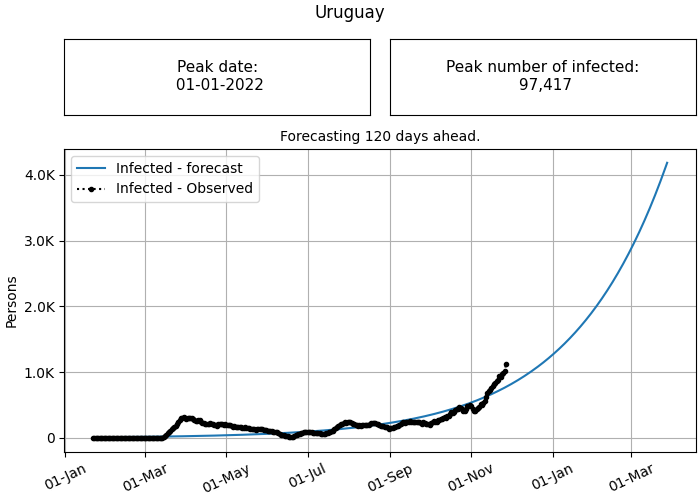 Uruguay
Peak date:
01-01-2022
Peak number of infected:
97,417
Forecasting 120 days ahead.
Infected - forecast
Infected - Observed
4.0K
3.0K
2.0K
1.0K
0
Persons
01-Jan
01-Mar
01-May
01-Jul
01-Sep
01-Nov
01-Jan
01-Mar